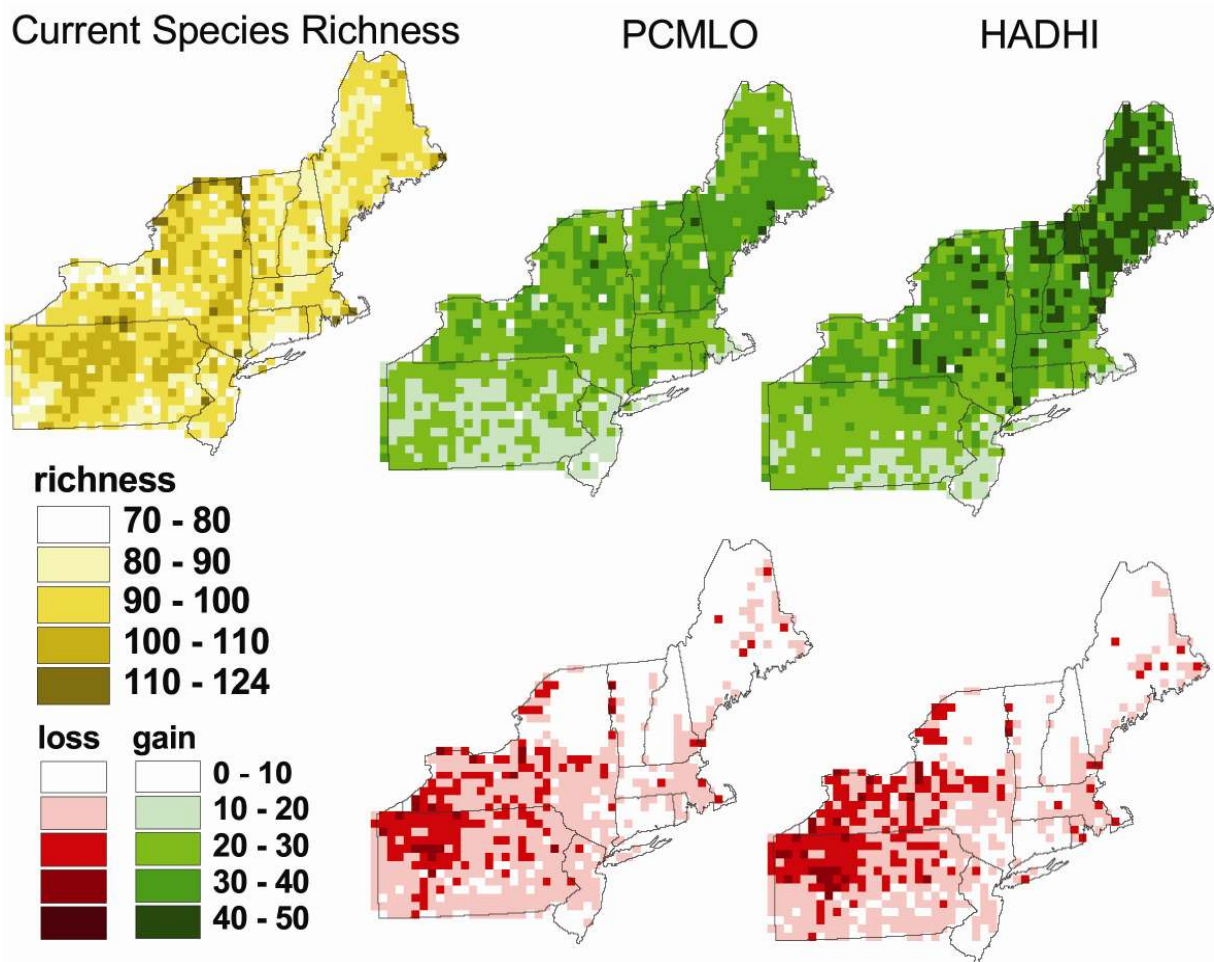 Current Species Richness
PCMLO
HADHI
richness
70 - 80
80 - 90
90 - 100
100 - 110
110 - 124
loss gain
0 - 10
10 - 20
20 - 30
30 - 40
40 - 50